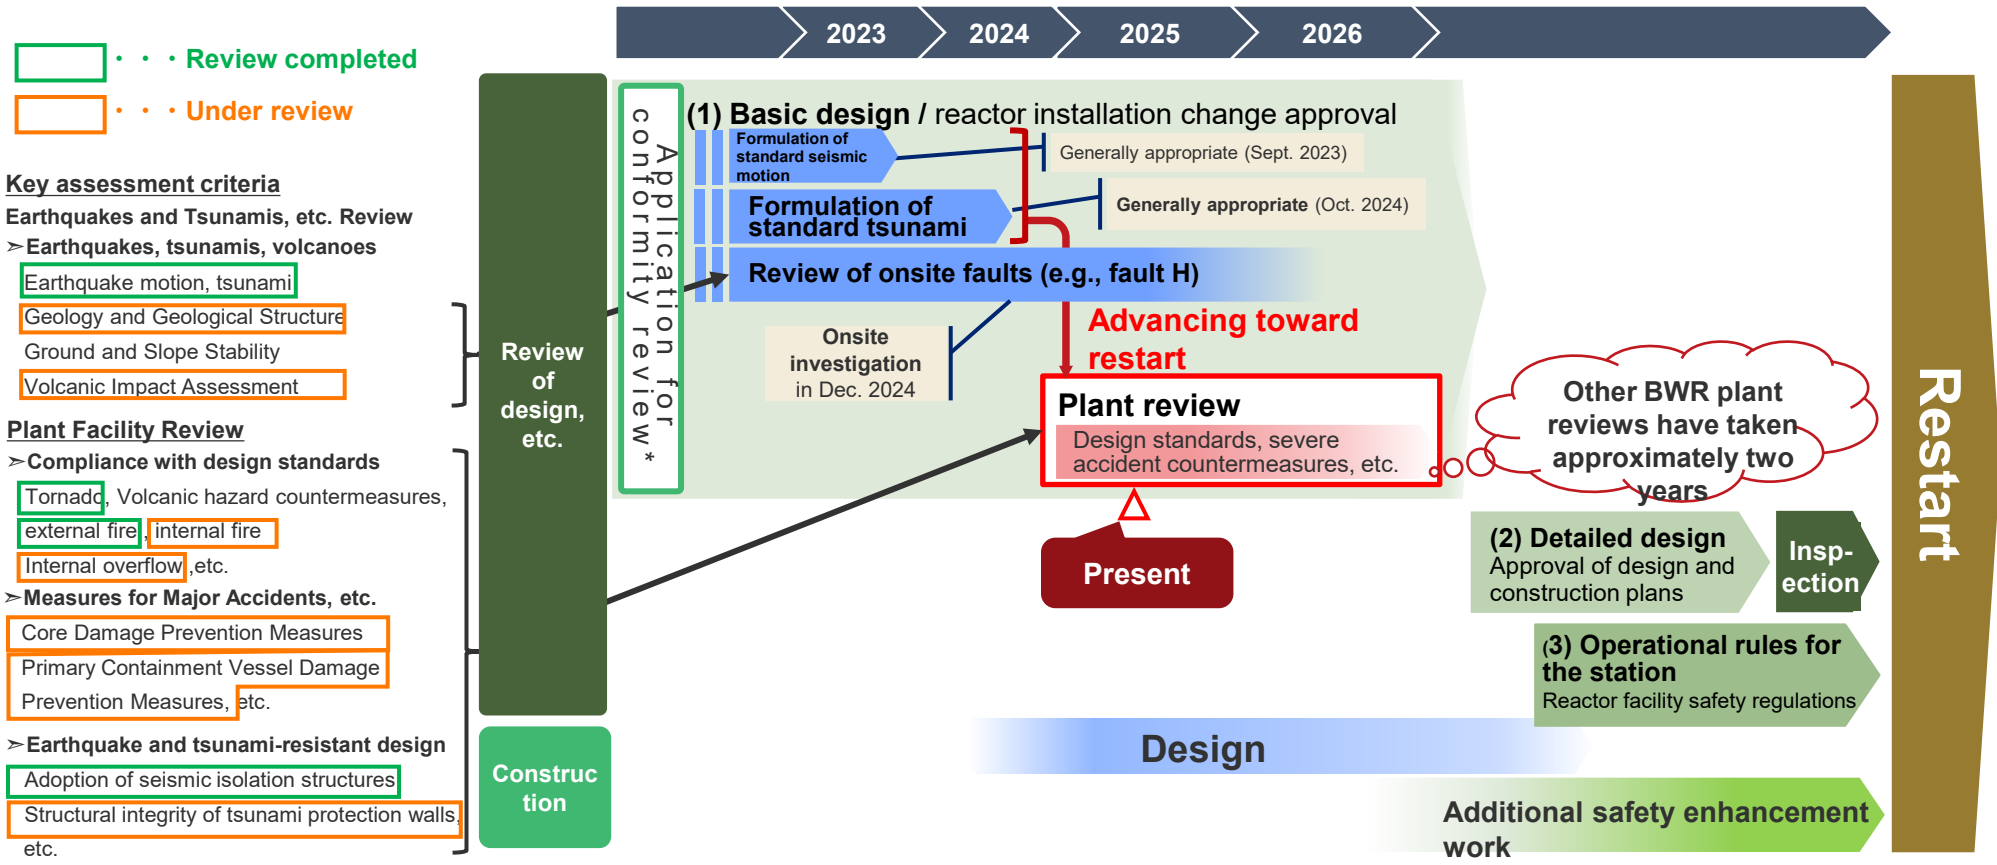 2023
2024
2025
2026
・・・Review completed
・・・Under review
Key assessment criteria
Earthquakes and Tsunamis, etc. Review
➣Earthquakes, tsunamis, volcanoes
Earthquake motion, tsunami
Geology and Geological Structure
Ground and Slope Stability
Volcanic Impact Assessment
Plant Facility Review
➣Compliance with design standards
Tornado, Volcanic hazard countermeasures,
external fire, internal fire
Internal overflow ,etc.
➣Measures for Major Accidents, etc.
Core Damage Prevention Measures
Primary Containment Vessel Damage
Prevention Measures, etc.
➣Earthquake and tsunami-resistant design
Adoption of seismic isolation structures
Structural integrity of tsunami protection walls,
etc.
Review
of
design,
etc.
Construc
tion
Application for
conformity review*
(1) Basic design / reactor installation change approval
Formulation of
standard seismic
motion
Generally appropriate (Sept. 2023)
Formulation of
standard tsunami
Generally appropriate (Oct. 2024)
Review of onsite faults (e.g., fault H)
Onsite
investigation
in Dec. 2024
Advancing toward
restart
Plant review
Design standards, severe
accident countermeasures, etc.
Present
Other BWR plant
reviews have taken
approximately two
years
(2) Detailed design
Approval of design and
construction plans
Insp-
ection
(3) Operational rules for
the station
Reactor facility safety regulations
Design
Additional safety enhancement
work
Restart